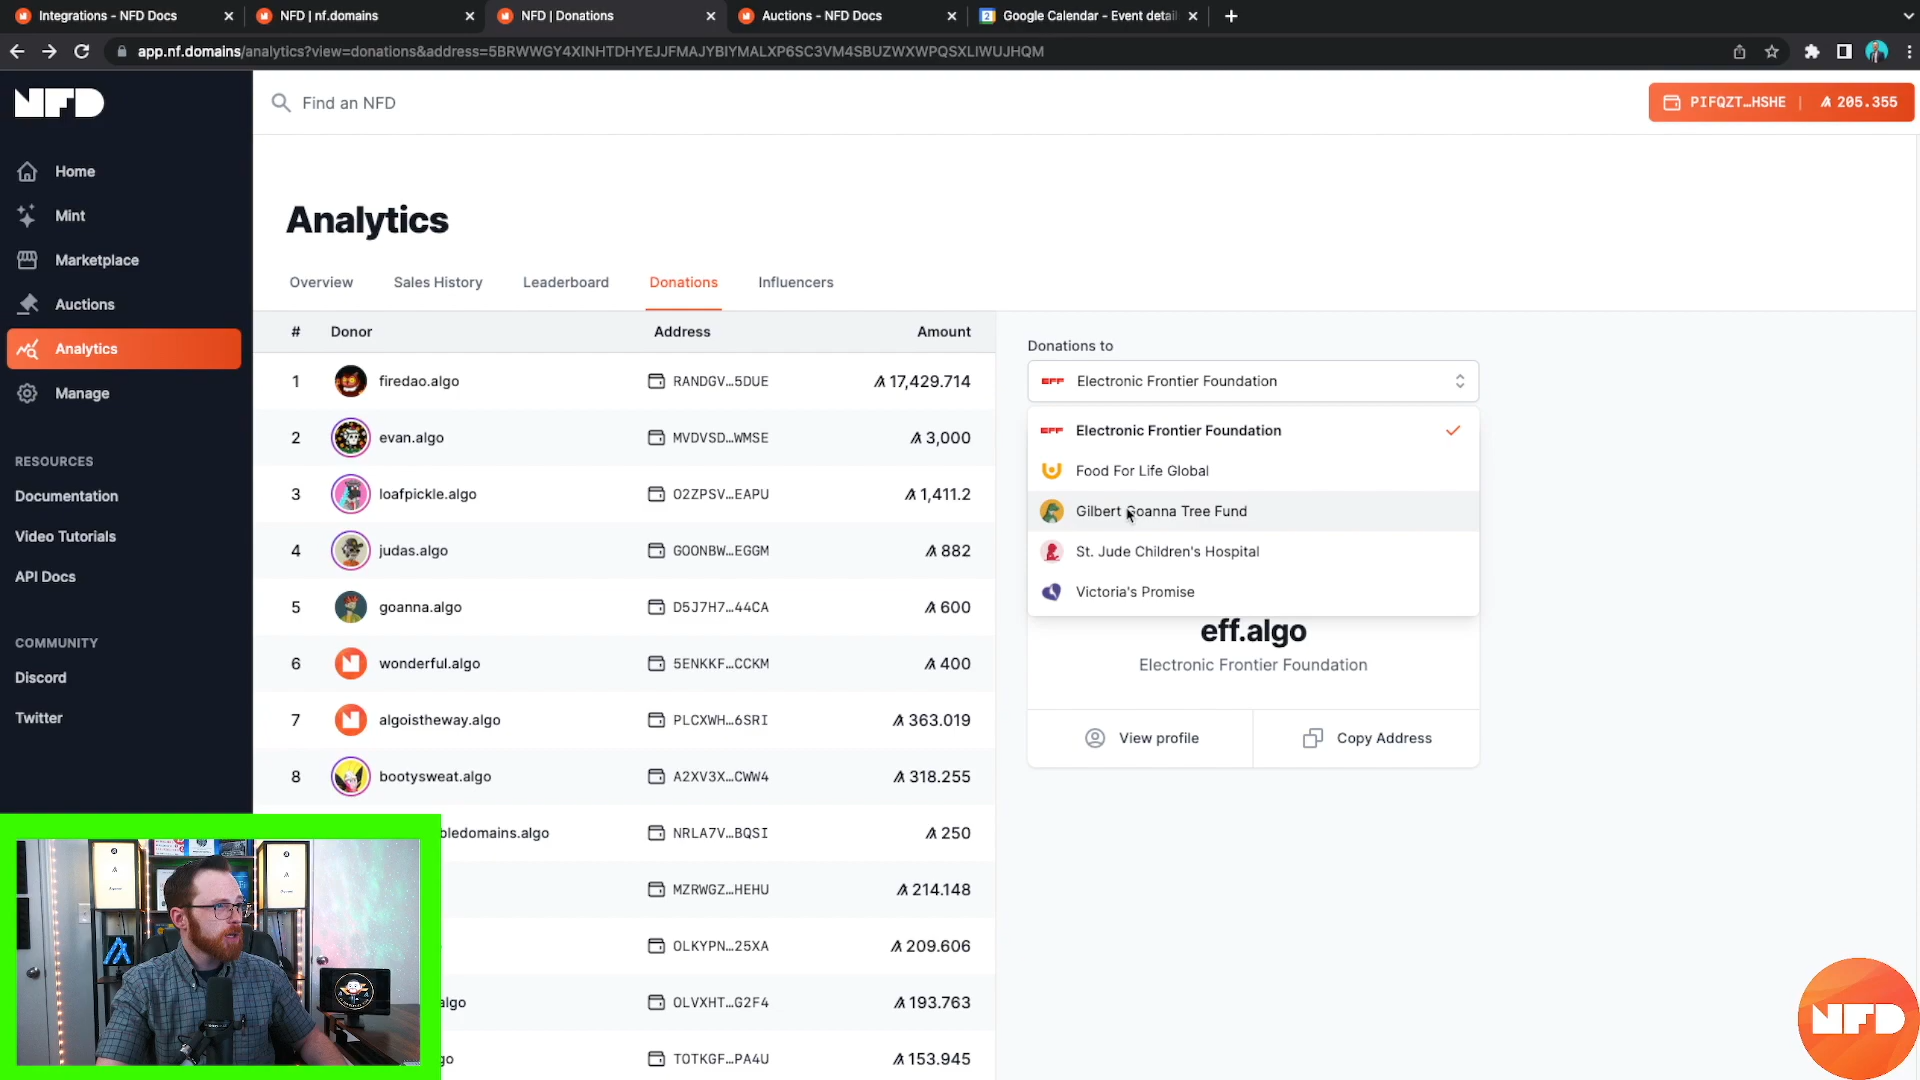 Integrations - NFD Docs
NFD | nf.domains
NFD | Donations
Auctions - NFD Docs
Google Calendar - Event detail
app.nf.domains/analytics?view=donations&address=5BRWWGY4XINHTDHYEJJFMAJYBIYMALXP6SC3VM4SBUZWXWPQSXLIWUJHQM
NFD
Find an NFD
PIFQZT…HSHE | 205.355
Home
Mint
Marketplace
Auctions
Analytics
Manage
RESOURCES
Documentation
Video Tutorials
API Docs
COMMUNITY
Discord
Twitter
Analytics
Overview Sales History Leaderboard Donations Influencers
# Donor Address Amount
1 firedao.algo RANDGV…5DUE 17,429.714
2 evan.algo MVDVSD…WMSE 3,000
3 loafpickle.algo O2ZPSV…EAPU 1,411.2
4 judas.algo GOONBW…EGGM 882
5 goanna.algo D5J7H7…44CA 600
6 wonderful.algo 5ENKKF…CCKM 400
7 algoistheway.algo PLCXWH…6SRI 363.019
8 bootysweat.algo A2XV3X…CWW4 318.255
bledomains.algo NRLA7V…BQSI 250
MZRWGZ…HEHU 214.148
OLKYPN…25XA 209.606
algo OLVXHT…G2F4 193.763
go TOTKGF…PA4U 153.945
Donations to
EFF Electronic Frontier Foundation
EFF Electronic Frontier Foundation
Food For Life Global
Gilbert Goanna Tree Fund
St. Jude Children's Hospital
Victoria's Promise
eff.algo
Electronic Frontier Foundation
View profile
Copy Address
NFD